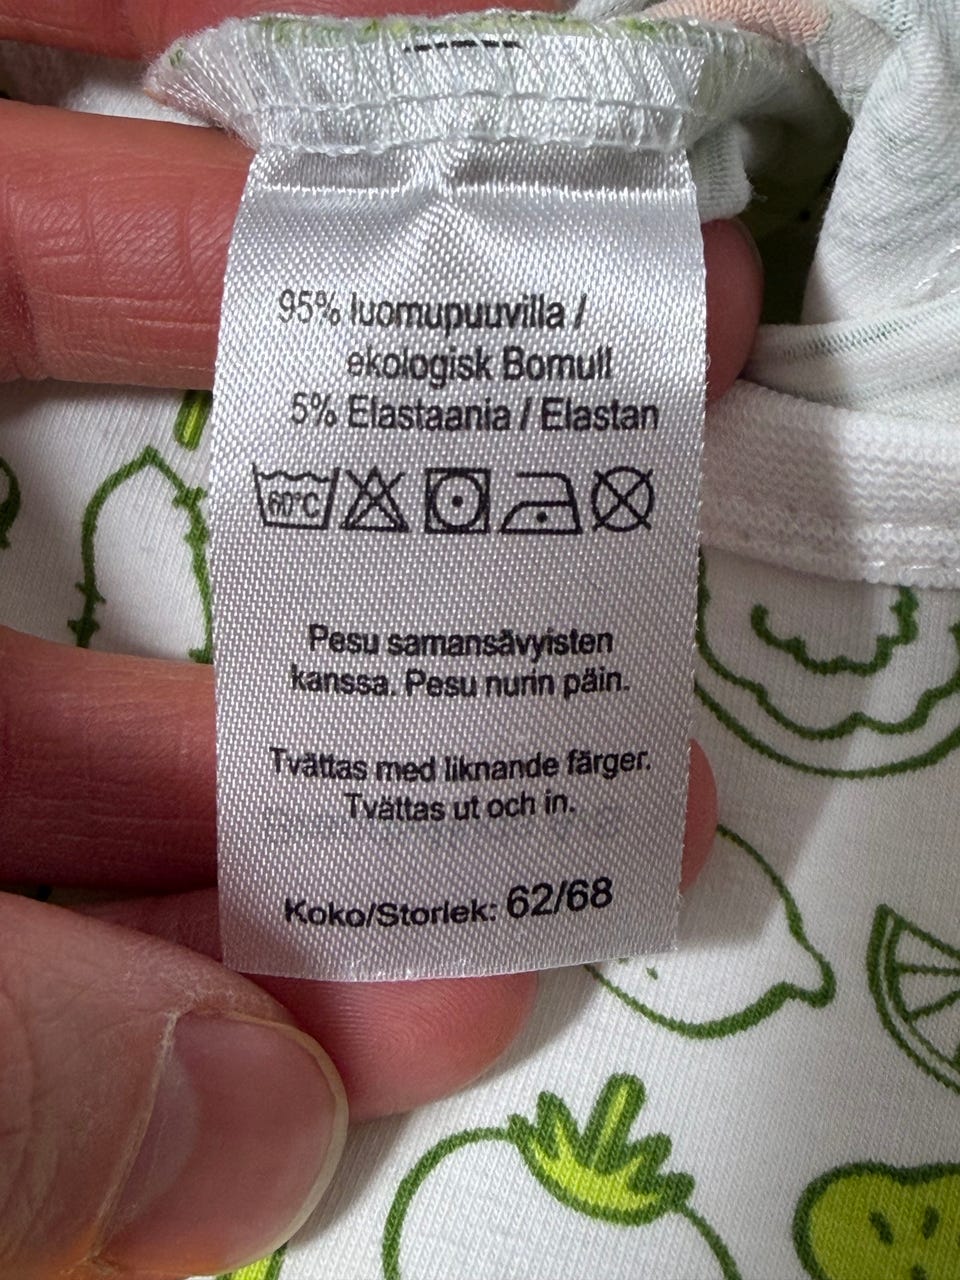 95% luomupuuvilla /
ekologisk Bomull
5% Elastaania / Elastan
60°C
Pesu samansävyisten
kanssa. Pesu nurin päin.
Tvättas med liknande färger.
Tvättas ut och in.
Koko/Storlek: 62/68